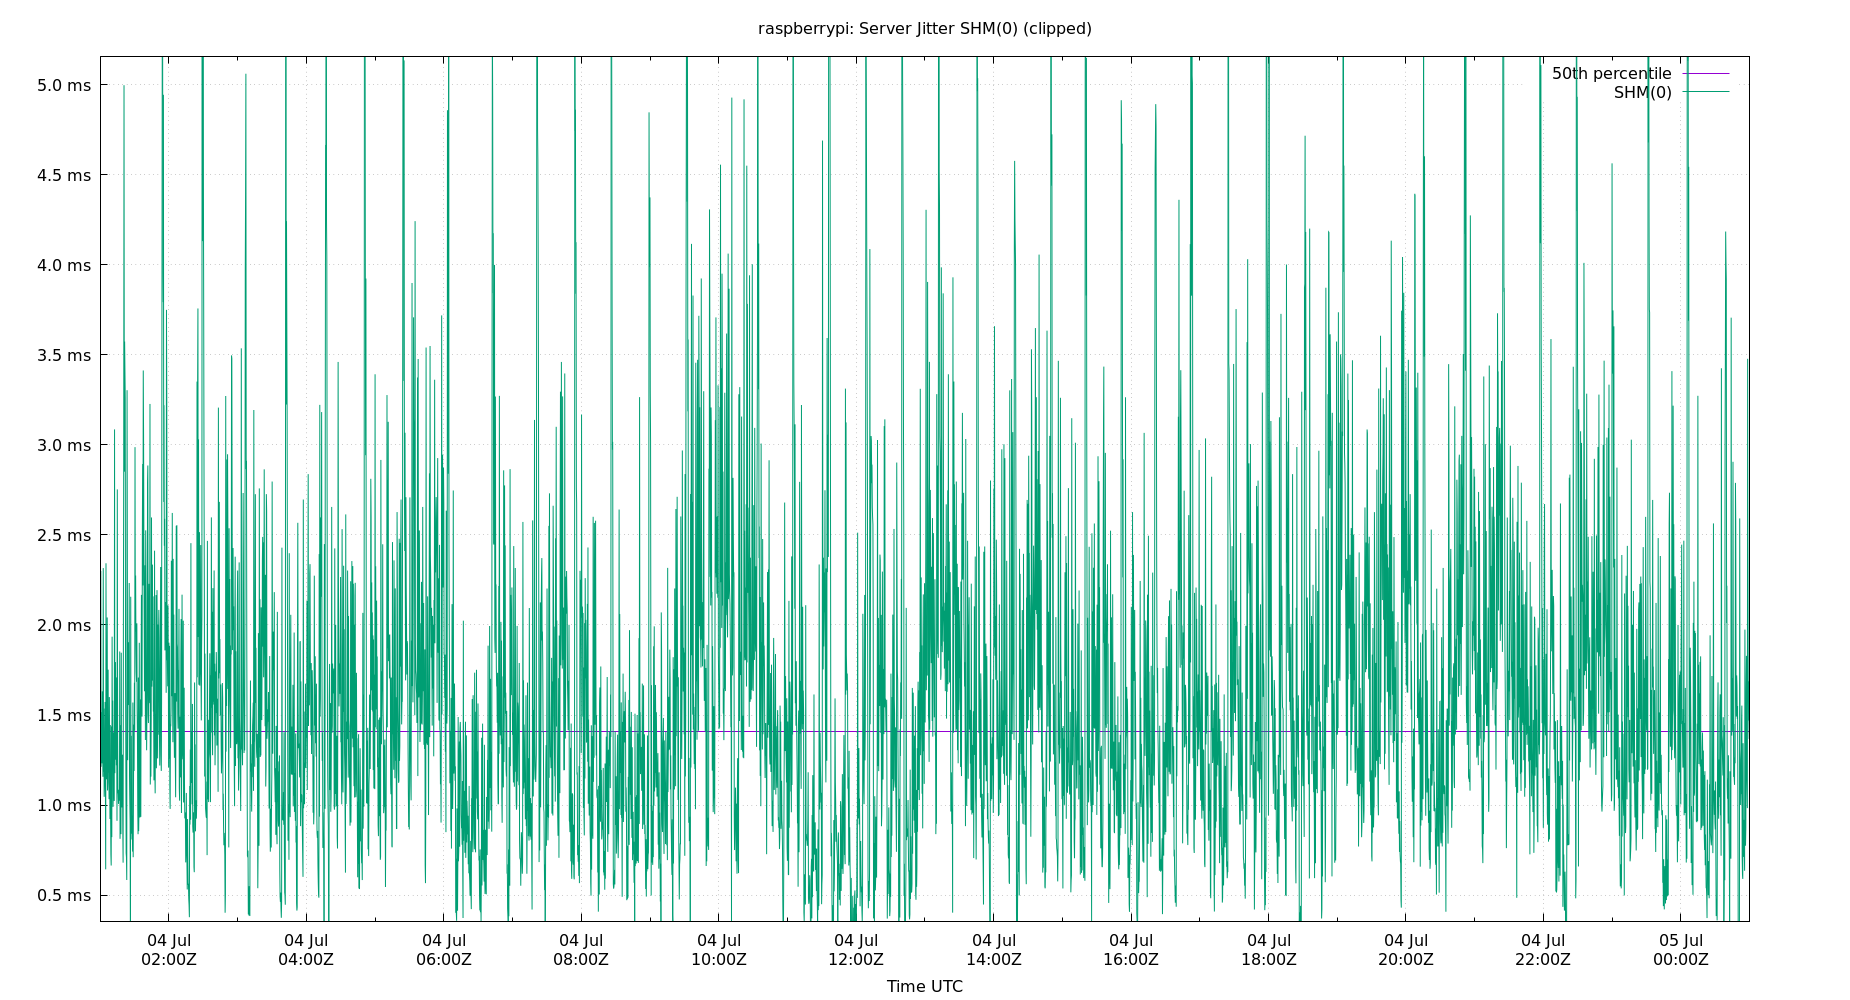 raspberrypi: Server Jitter SHM(0) (clipped)
50th percentile
SHM(0)
5.0 ms
4.5 ms
4.0 ms
3.5 ms
3.0 ms
2.5 ms
2.0 ms
1.5 ms
1.0 ms
0.5 ms
04 Jul 04 Jul 04 Jul 04 Jul 04 Jul 04 Jul 04 Jul 04 Jul 04 Jul 04 Jul 04 Jul 05 Jul
02:00Z 04:00Z 06:00Z 08:00Z 10:00Z 12:00Z 14:00Z 16:00Z 18:00Z 20:00Z 22:00Z 00:00Z
Time UTC